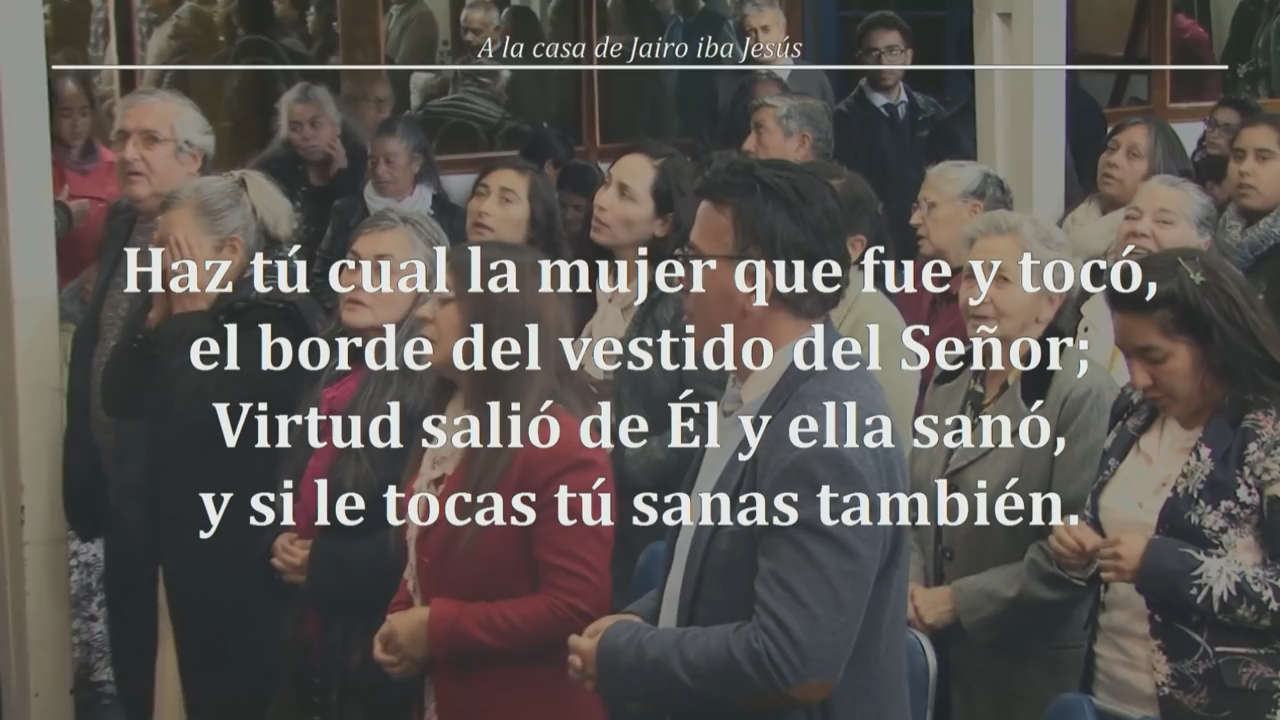 A la casa de Jairo iba Jesús
Haz tú cual la mujer que fue y tocó,
el borde del vestido del Señor;
Virtud salió de Él y ella sanó,
y si le tocas tú sanas también.